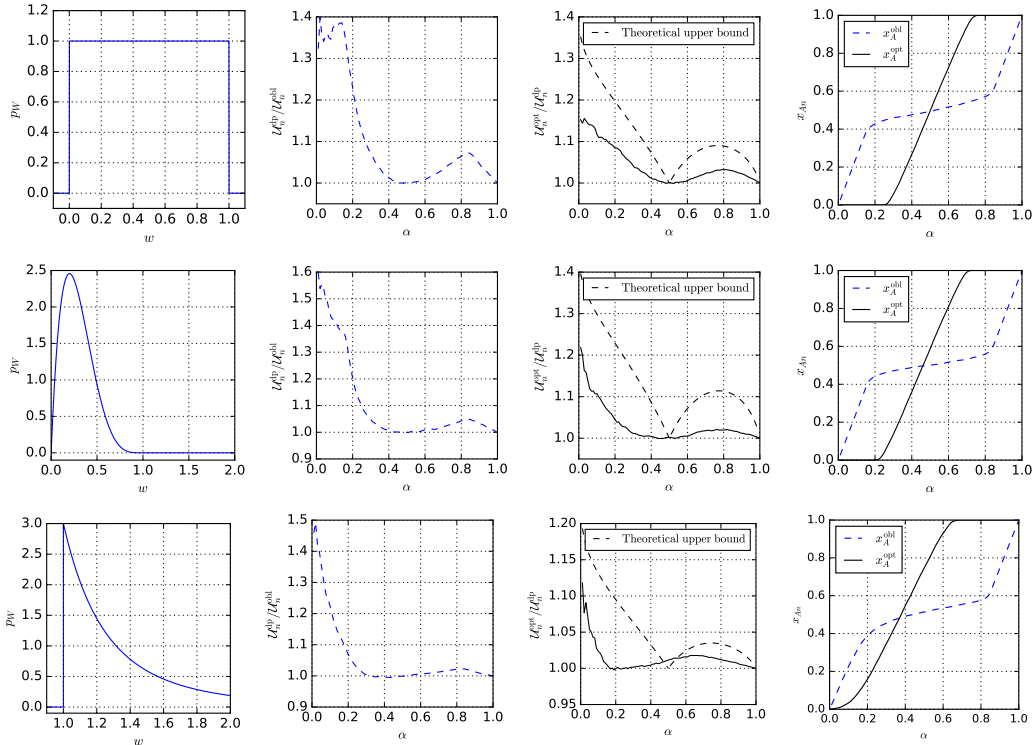 1.2
1.0
0.8
0.6
0.4
0.2
0.0
0.0 0.2 0.4 0.6 0.8 1.0
p_W
w
1.4
1.3
1.2
1.1
1.0
0.0 0.2 0.4 0.6 0.8 1.0
U_n^dp/U_n^obl
α
1.4
1.3
1.2
1.1
1.0
0.0 0.2 0.4 0.6 0.8 1.0
U_n^opt/U_n^dp
α
Theoretical upper bound
1.0
0.8
0.6
0.4
0.2
0.0
0.0 0.2 0.4 0.6 0.8 1.0
x_An
α
x_A^obl
x_A^opt
2.5
2.0
1.5
1.0
0.5
0.0
0.0 0.5 1.0 1.5 2.0
p_W
w
1.6
1.5
1.4
1.3
1.2
1.1
1.0
0.9
0.0 0.2 0.4 0.6 0.8 1.0
U_n^dp/U_n^obl
α
1.4
1.3
1.2
1.1
1.0
0.0 0.2 0.4 0.6 0.8 1.0
U_n^opt/U_n^dp
α
Theoretical upper bound
1.0
0.8
0.6
0.4
0.2
0.0
0.0 0.2 0.4 0.6 0.8 1.0
x_An
α
x_A^obl
x_A^opt
3.0
2.5
2.0
1.5
1.0
0.5
0.0
1.0 1.2 1.4 1.6 1.8 2.0
p_W
w
1.5
1.4
1.3
1.2
1.1
1.0
0.9
0.0 0.2 0.4 0.6 0.8 1.0
U_n^dp/U_n^obl
α
1.20
1.15
1.10
1.05
1.00
0.95
0.0 0.2 0.4 0.6 0.8 1.0
U_n^opt/U_n^dp
α
Theoretical upper bound
1.0
0.8
0.6
0.4
0.2
0.0
0.0 0.2 0.4 0.6 0.8 1.0
x_An
α
x_A^obl
x_A^opt